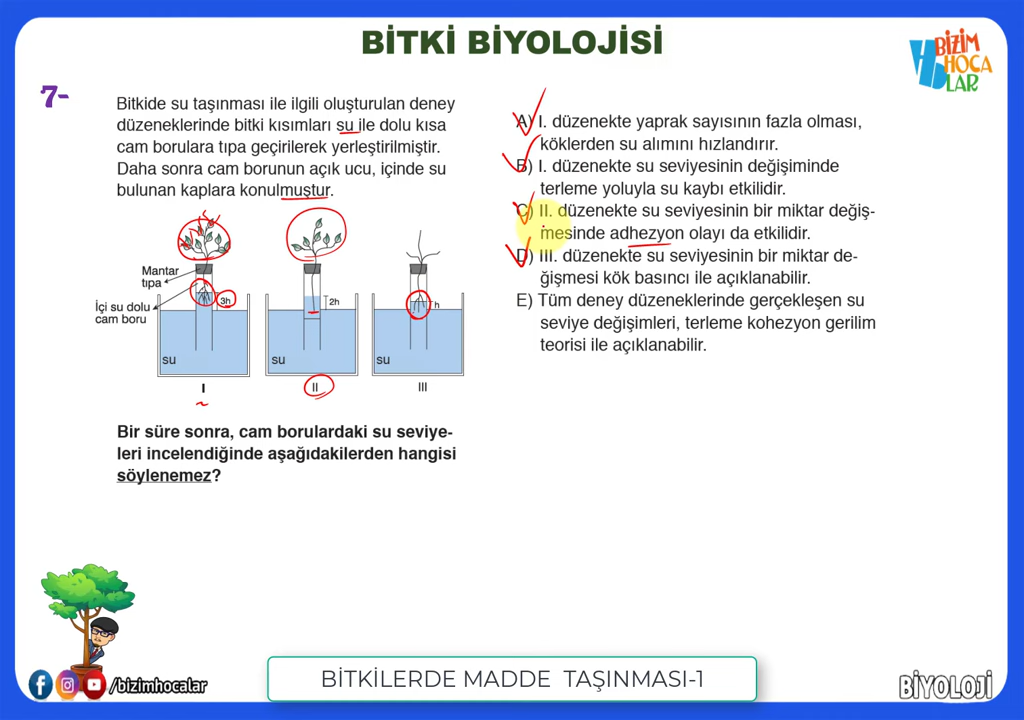 BİTKİ BİYOLOJİSİ
BİZİM
HOCA
LAR
7-
Bitkide su taşınması ile ilgili oluşturulan deney
düzeneklerinde bitki kısımları su ile dolu kısa
cam borulara tıpa geçirilerek yerleştirilmiştir.
Daha sonra cam borunun açık ucu, içinde su
bulunan kaplara konulmuştur.
Mantar
tıpa
İçi su dolu
cam boru
3h
2h
h
su
su
su
I
II
III
Bir süre sonra, cam borulardaki su seviye-
leri incelendiğinde aşağıdakilerden hangisi
söylenemez?
A) I. düzenekte yaprak sayısının fazla olması,
köklerden su alımını hızlandırır.
B) I. düzenekte su seviyesinin değişiminde
terleme yoluyla su kaybı etkilidir.
C) II. düzenekte su seviyesinin bir miktar değiş-
mesinde adhezyon olayı da etkilidir.
D) III. düzenekte su seviyesinin bir miktar de-
ğişmesi kök basıncı ile açıklanabilir.
E) Tüm deney düzeneklerinde gerçekleşen su
seviye değişimleri, terleme kohezyon gerilim
teorisi ile açıklanabilir.
/bizimhocalar
BİTKİLERDE MADDE TAŞINMASI-1
BİYOLOJİ